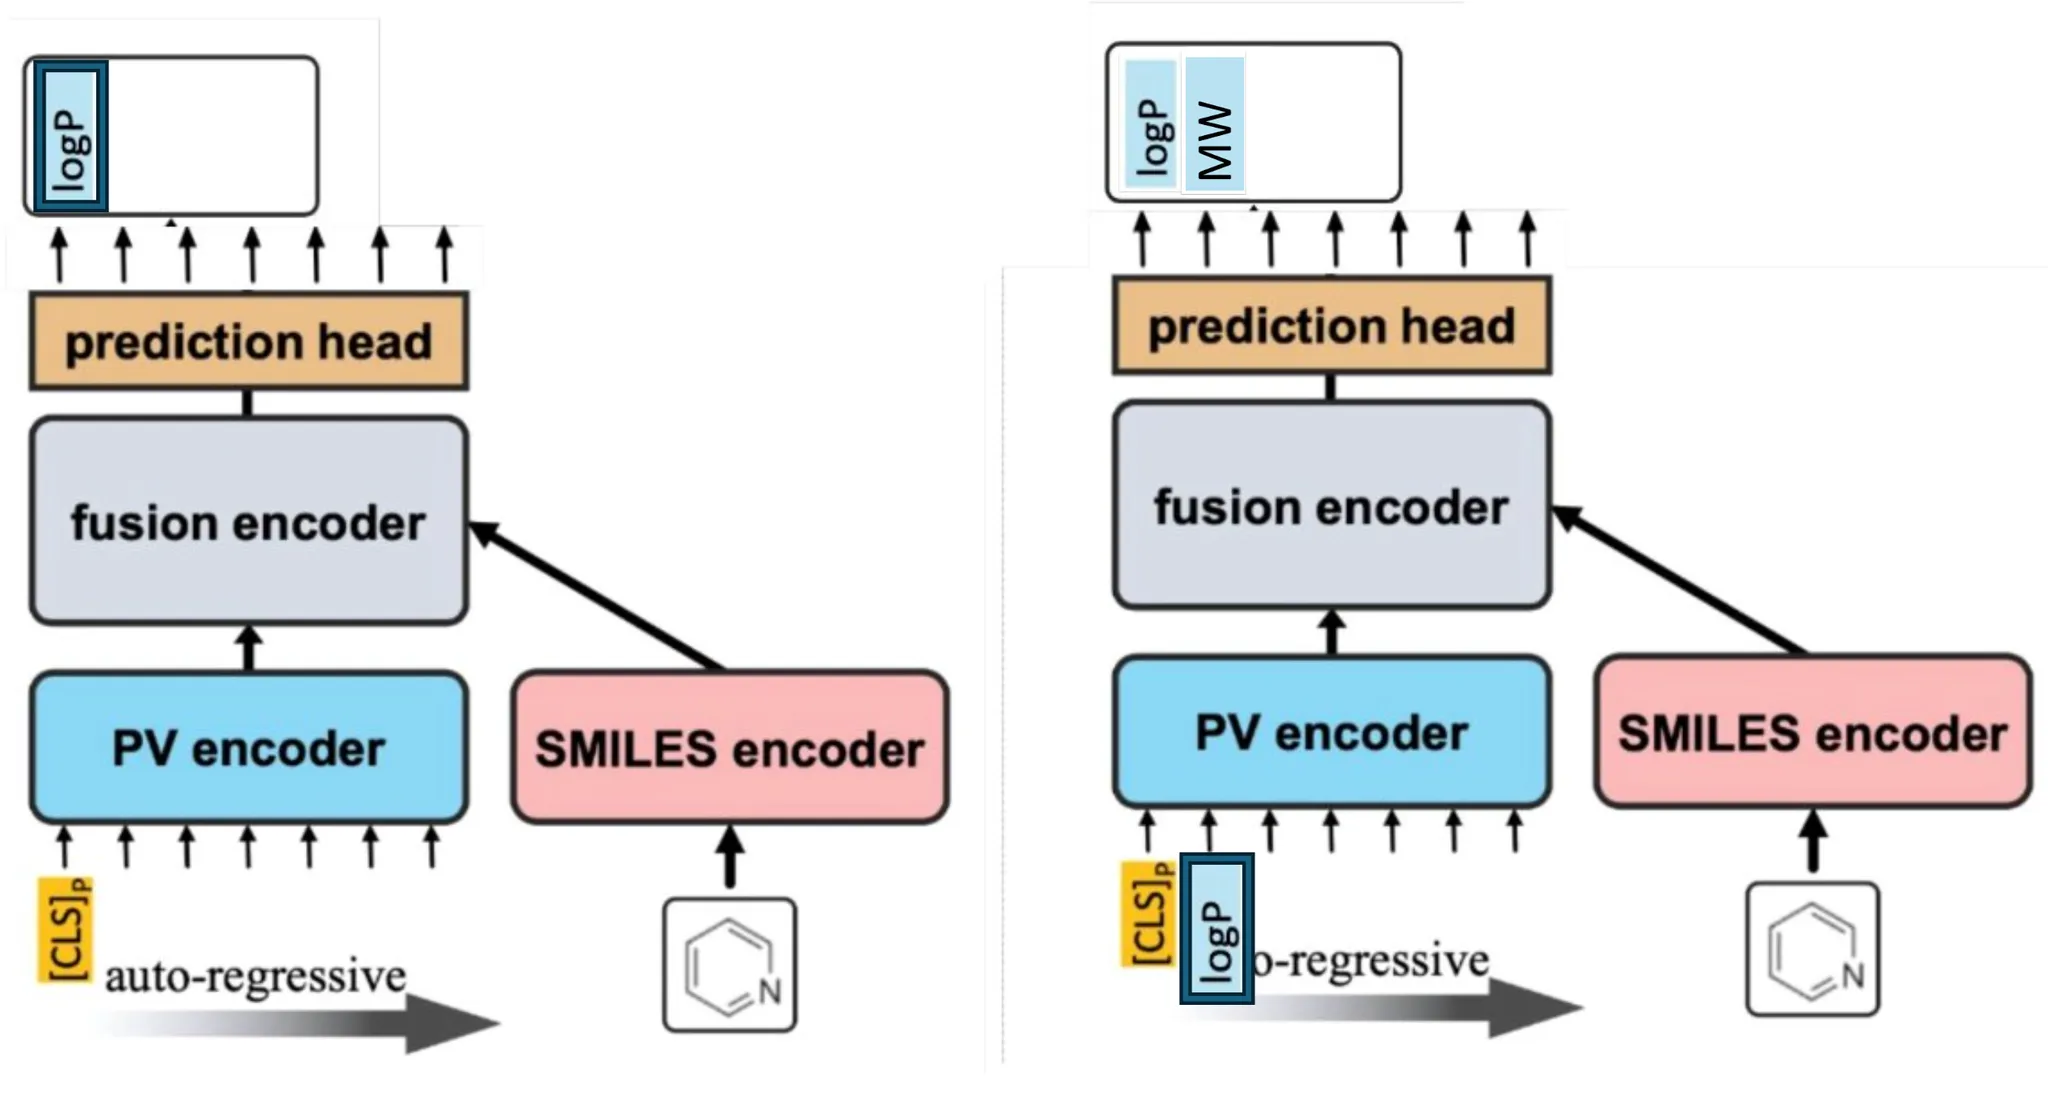 logP
prediction head
fusion encoder
PV encoder
SMILES encoder
[CLS]P
auto-regressive
N
logP
MW
prediction head
fusion encoder
PV encoder
SMILES encoder
[CLS]P
logP
o-regressive
N